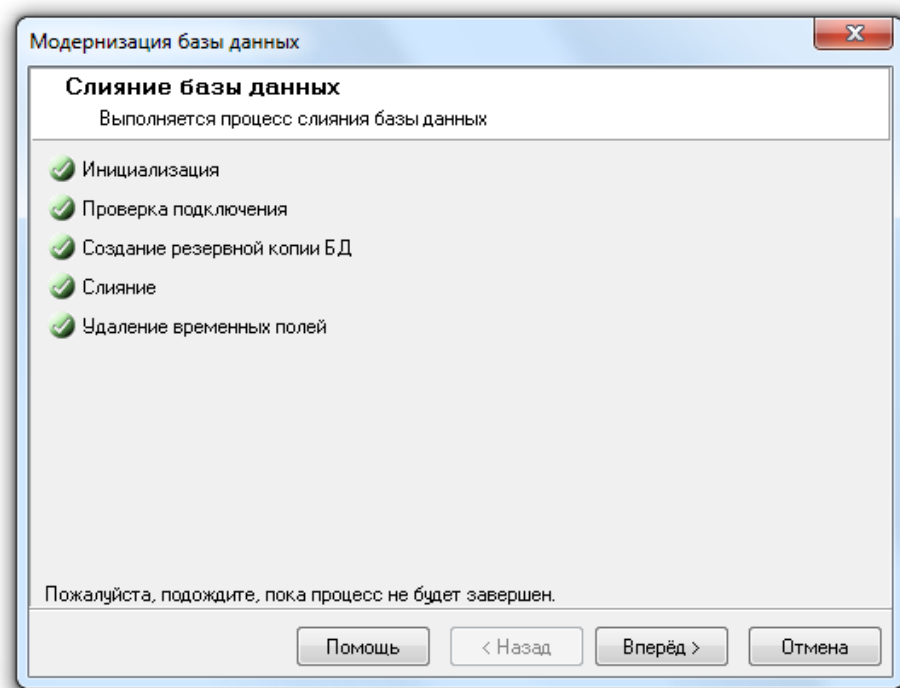 Модернизация базы данных
Слияние базы данных
Выполняется процесс слияния базы данных
Инициализация
Проверка подключения
Создание резервной копии БД
Слияние
Удаление временных полей
Пожалуйста, подождите, пока процесс не будет завершен.
Помощь
< Назад
Вперёд >
Отмена